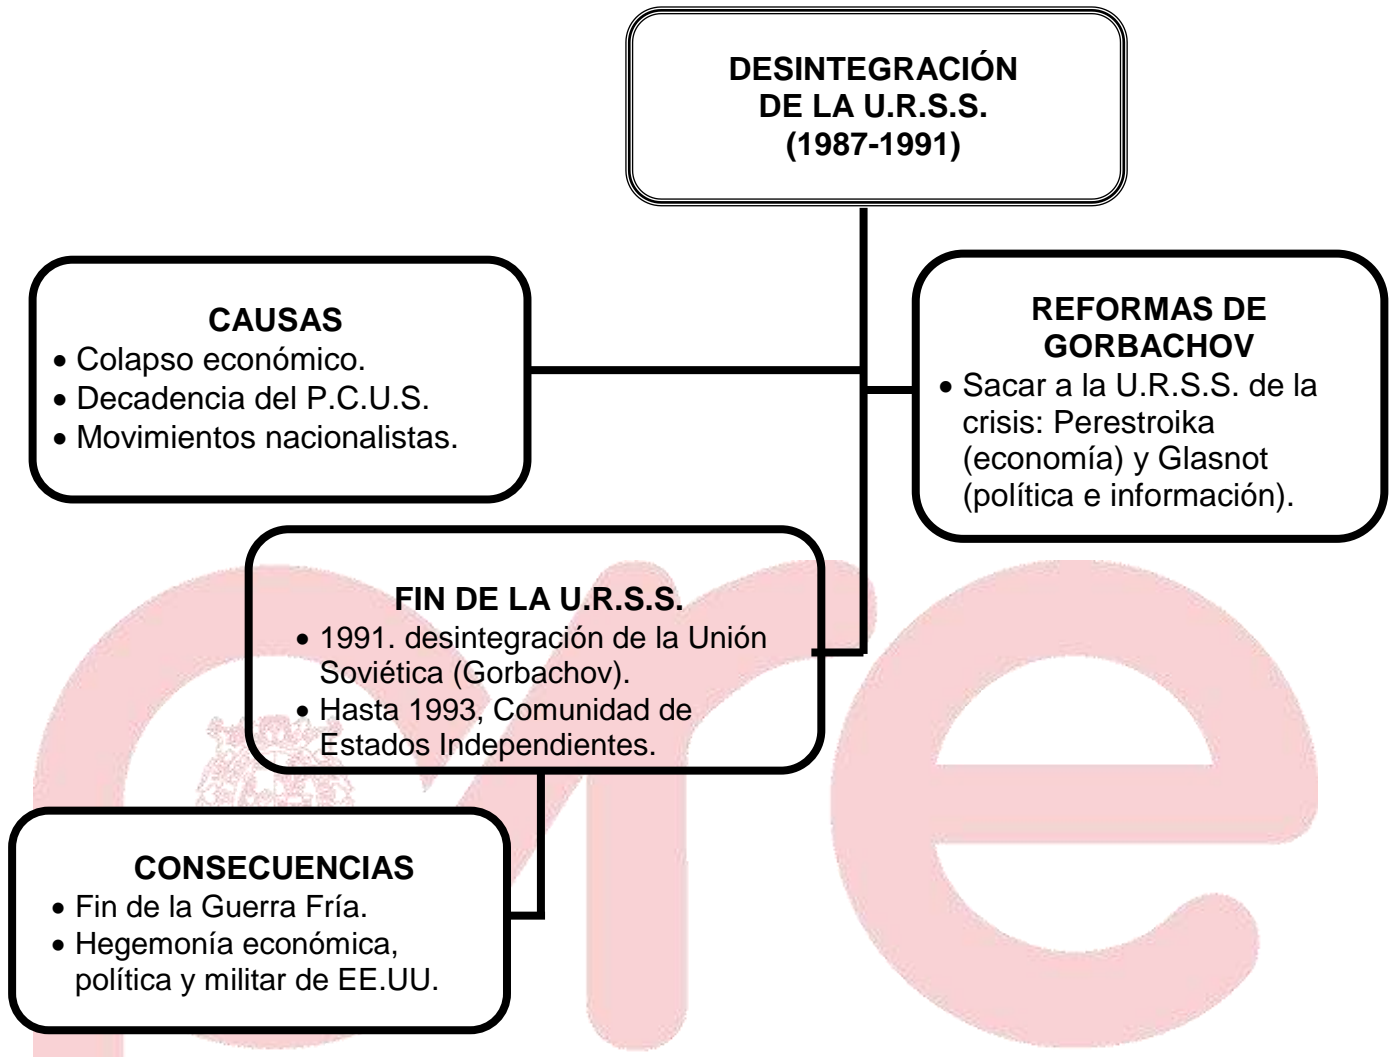 DESINTEGRACIÓN
DE LA U.R.S.S.
(1987-1991)
CAUSAS
• Colapso económico.
• Decadencia del P.C.U.S.
• Movimientos nacionalistas.
REFORMAS DE
GORBACHOV
• Sacar a la U.R.S.S. de la
crisis: Perestroika
(economía) y Glasnot
(política e información).
FIN DE LA U.R.S.S.
• 1991. desintegración de la Unión
Soviética (Gorbachov).
• Hasta 1993, Comunidad de
Estados Independientes.
CONSECUENCIAS
• Fin de la Guerra Fría.
• Hegemonía económica,
política y militar de EE.UU.
cre